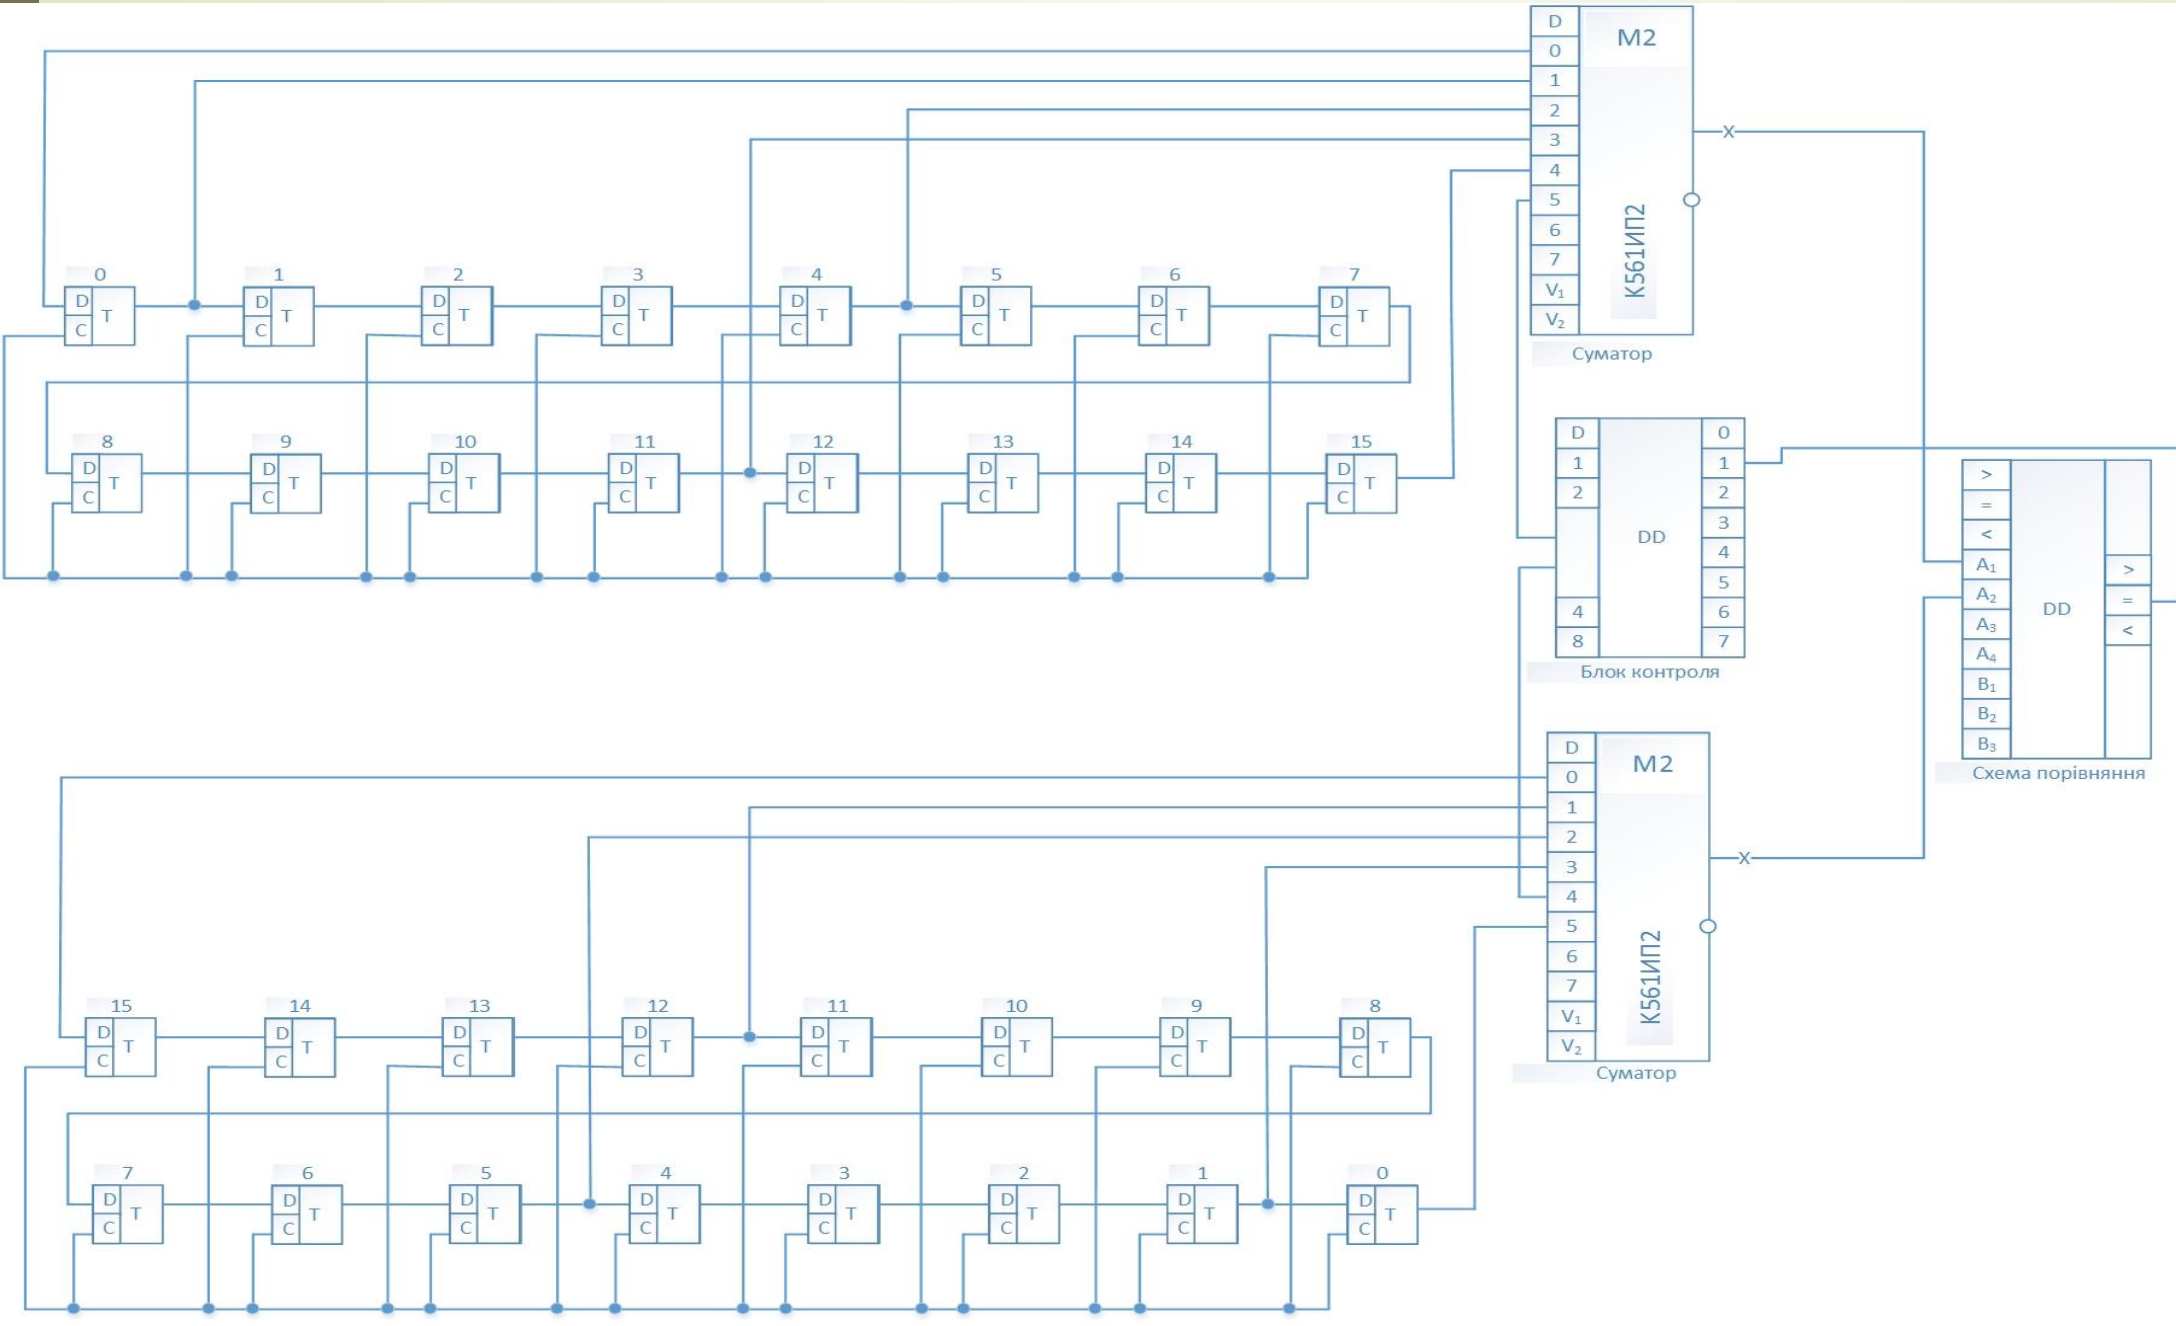 D
M2
0
1
2
3
4
5
6
7
V₁
V₂
К561ИП2
X
Суматор
0 1 2 3 4 5 6 7
D T D T D T D T D T D T D T D T
C C C C C C C C
8 9 10 11 12 13 14 15
D T D T D T D T D T D T D T D T
C C C C C C C C
D 0
1 1
2 2
3
DD
4
5
4 6
8 7
Блок контроля
>
=
<
A₁
A₂
A₃
A₄
B₁
B₂
B₃
DD
>
=
<
Схема порівняння
D
M2
0
1
2
3
4
5
6
7
V₁
V₂
К561ИП2
X
Суматор
15 14 13 12 11 10 9 8
D T D T D T D T D T D T D T D T
C C C C C C C C
7 6 5 4 3 2 1 0
D T D T D T D T D T D T D T D T
C C C C C C C C